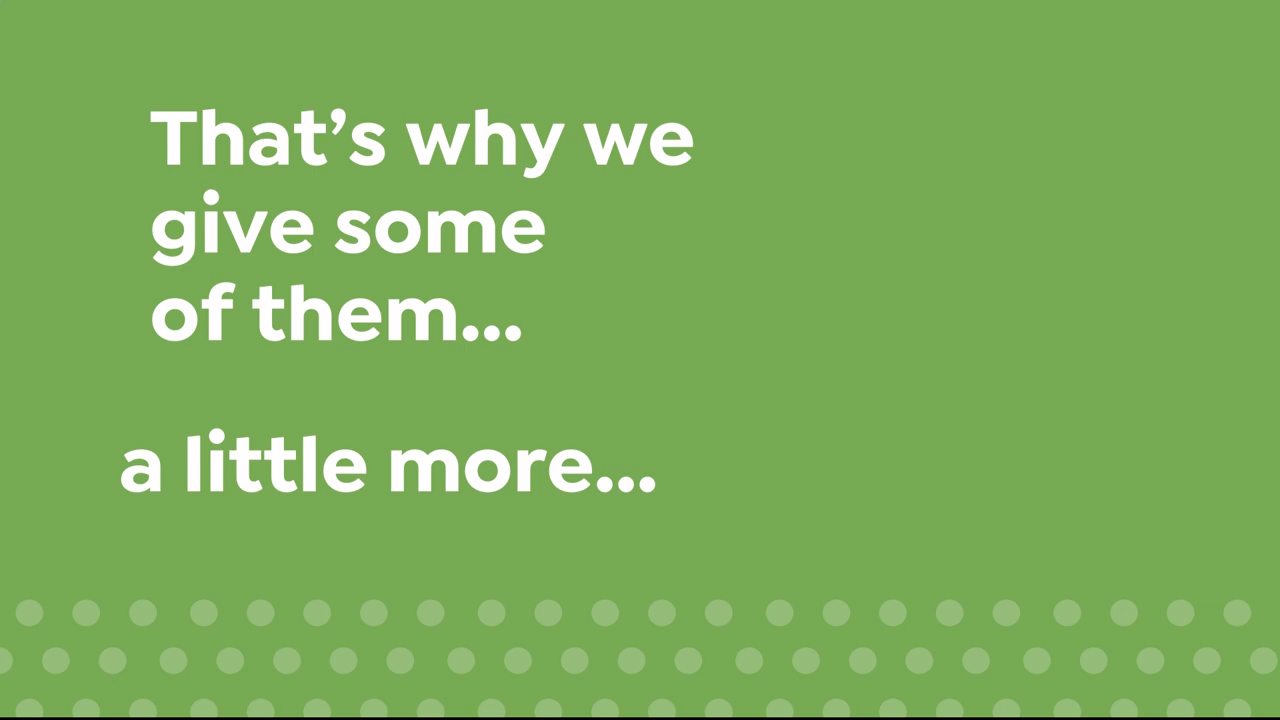 That’s why we
give some
of them...
a little more...